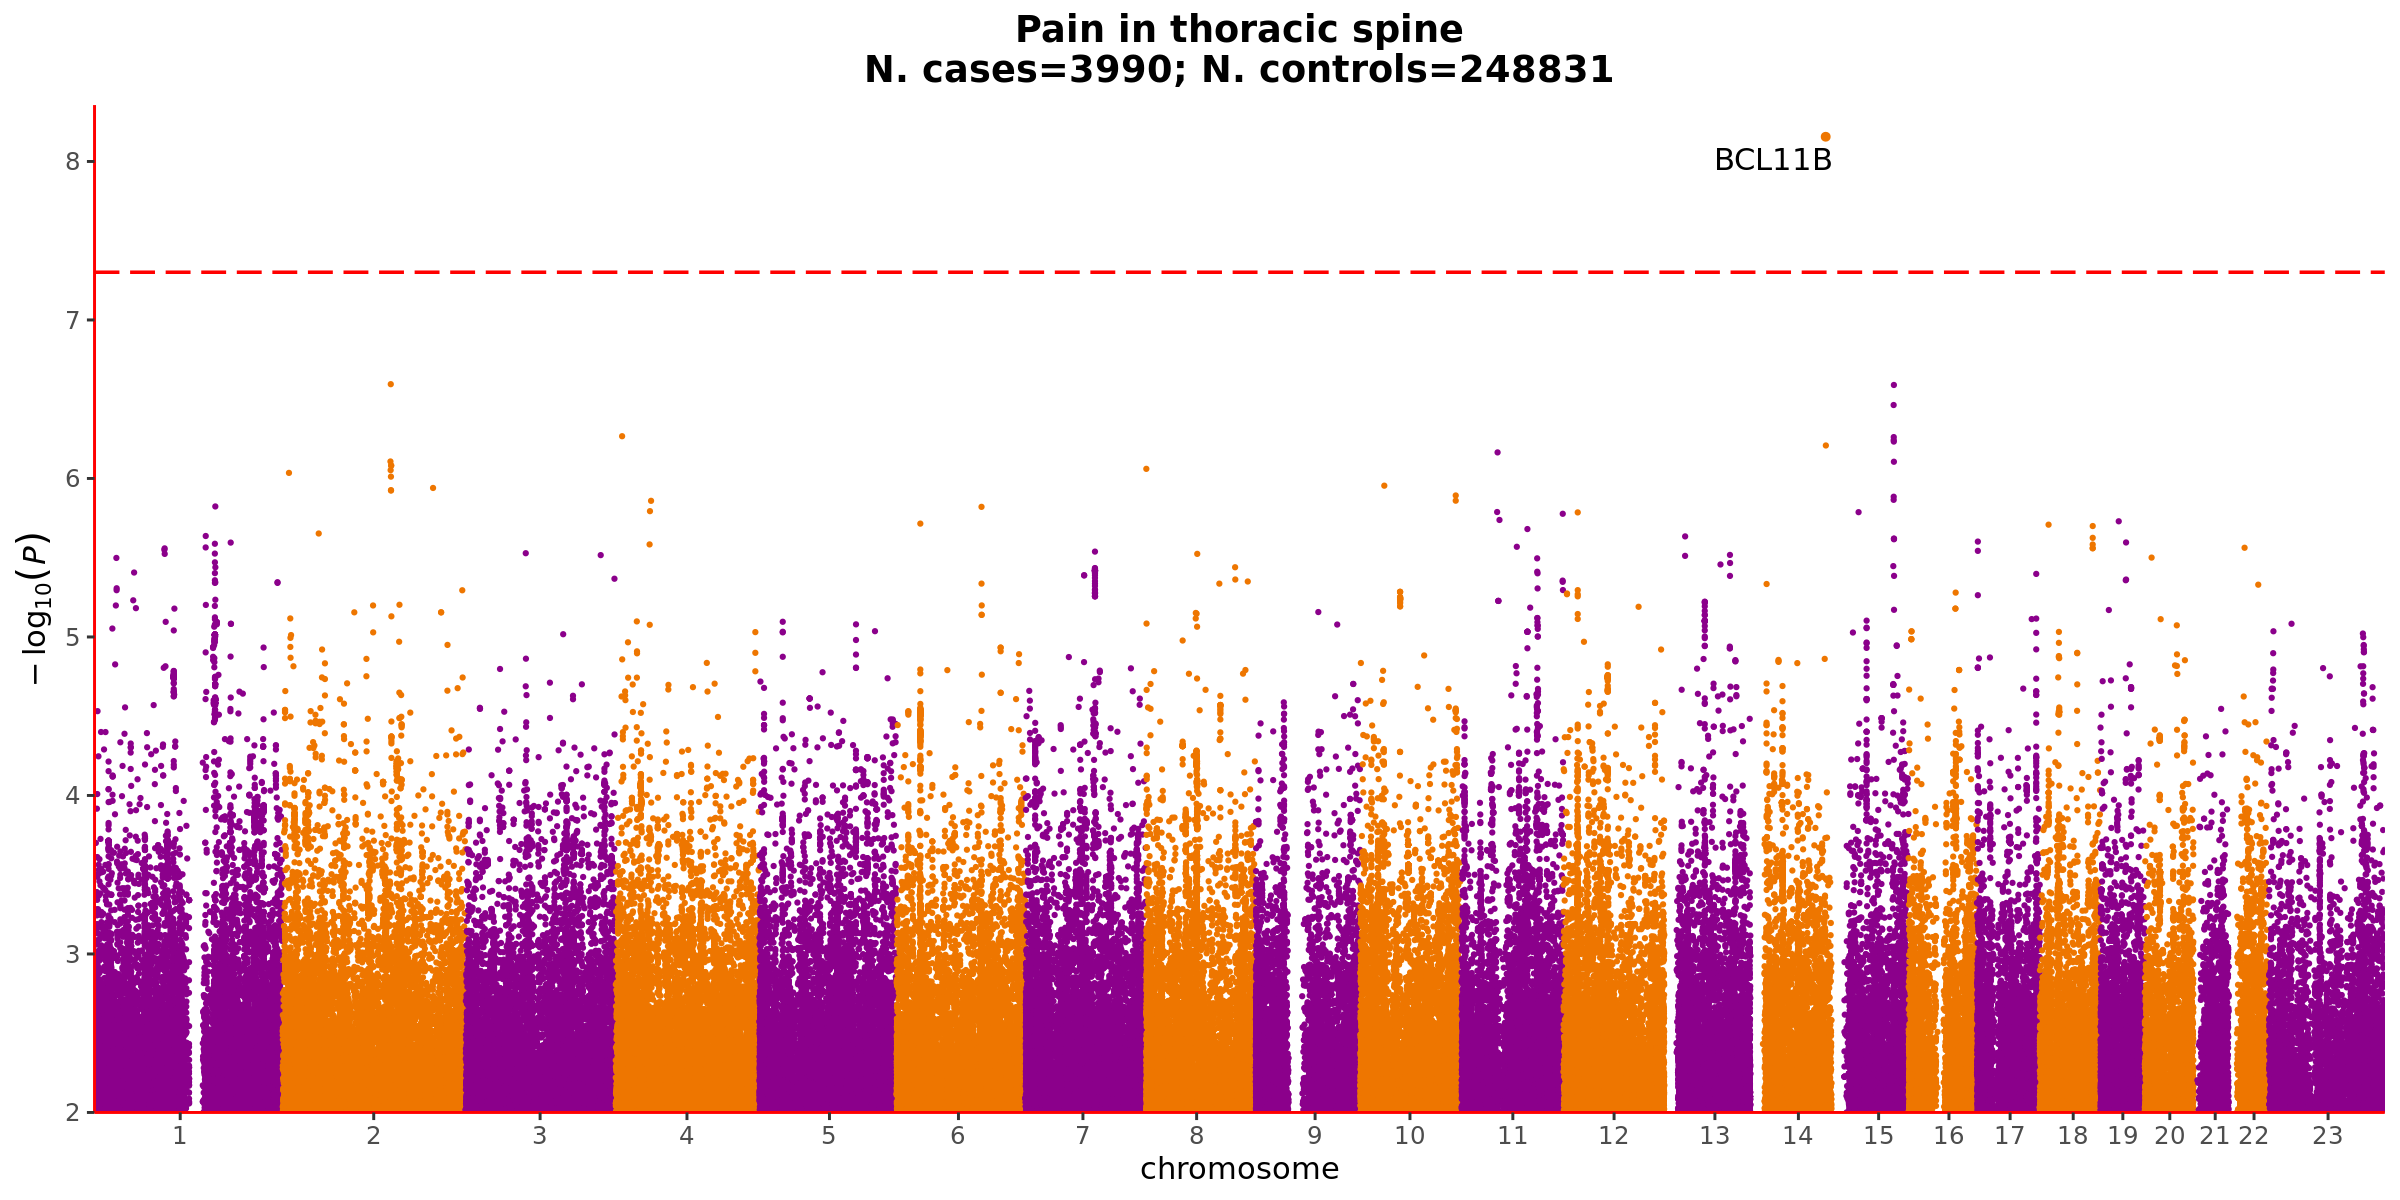 Pain in thoracic spine
N. cases=3990; N. controls=248831
8
BCL11B
7
6
5
4
3
2
−log10(P)
1 2 3 4 5 6 7 8 9 10 11 12 13 14 15 16 17 18 19 20 21 22 23
chromosome